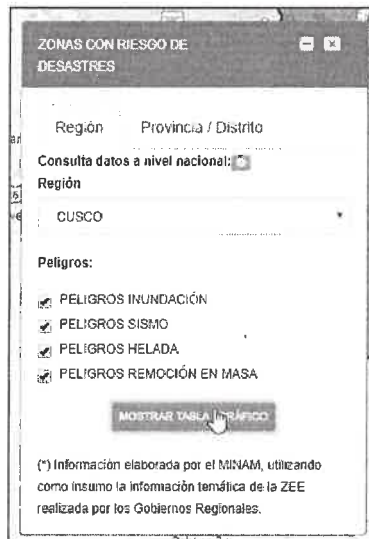 ZONAS CON RIESGO DE
DESASTRES
Región Provincia / Distrito
Consulta datos a nivel nacional:
Región
CUSCO
Peligros:
PELIGROS INUNDACIÓN
PELIGROS SISMO
PELIGROS HELADA
PELIGROS REMOCIÓN EN MASA
MOSTRAR TABLA GRÁFICO
(*) Información elaborada por el MINAM, utilizando
como insumo la información temática de la ZEE
realizada por los Gobiernos Regionales.